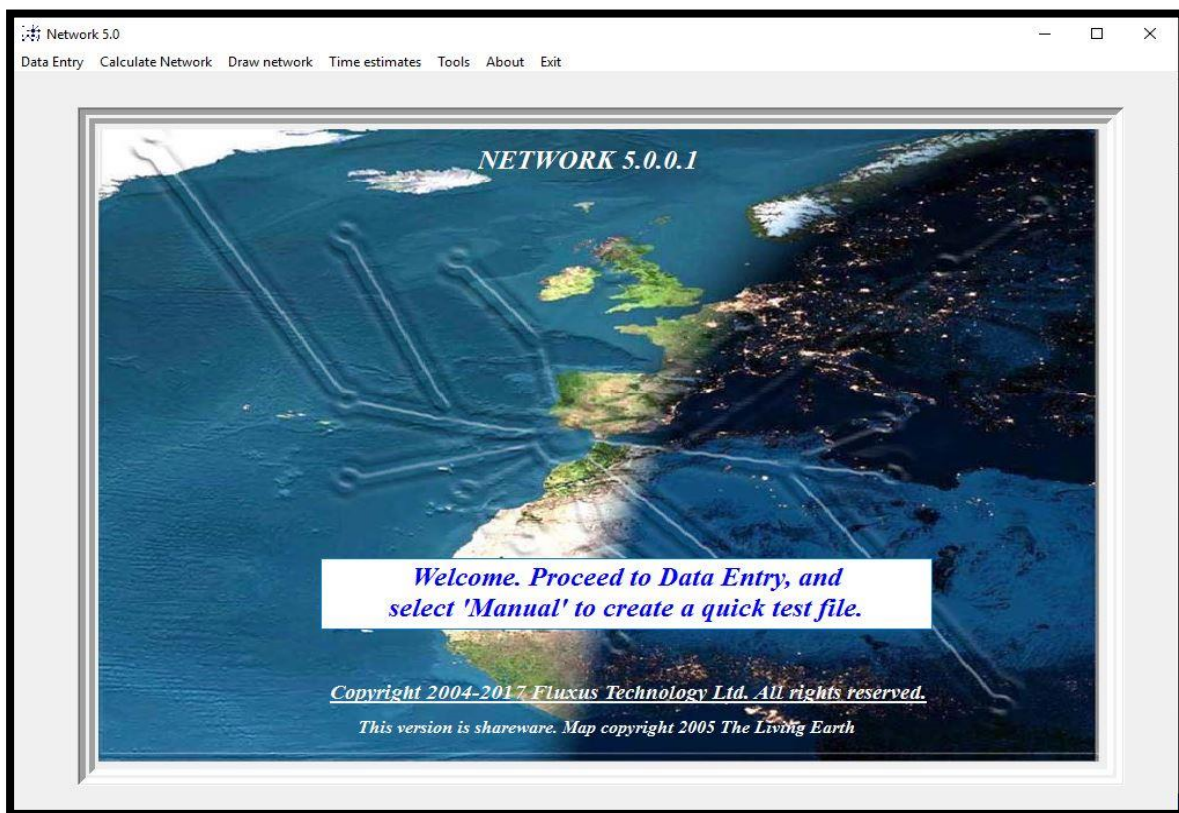 Network 5.0
Data Entry Calculate Network Draw network Time estimates Tools About Exit
NETWORK 5.0.0.1
Welcome. Proceed to Data Entry, and
select 'Manual' to create a quick test file.
Copyright 2004-2017 Fluxus Technology Ltd. All rights reserved.
This version is shareware. Map copyright 2005 The Living Earth